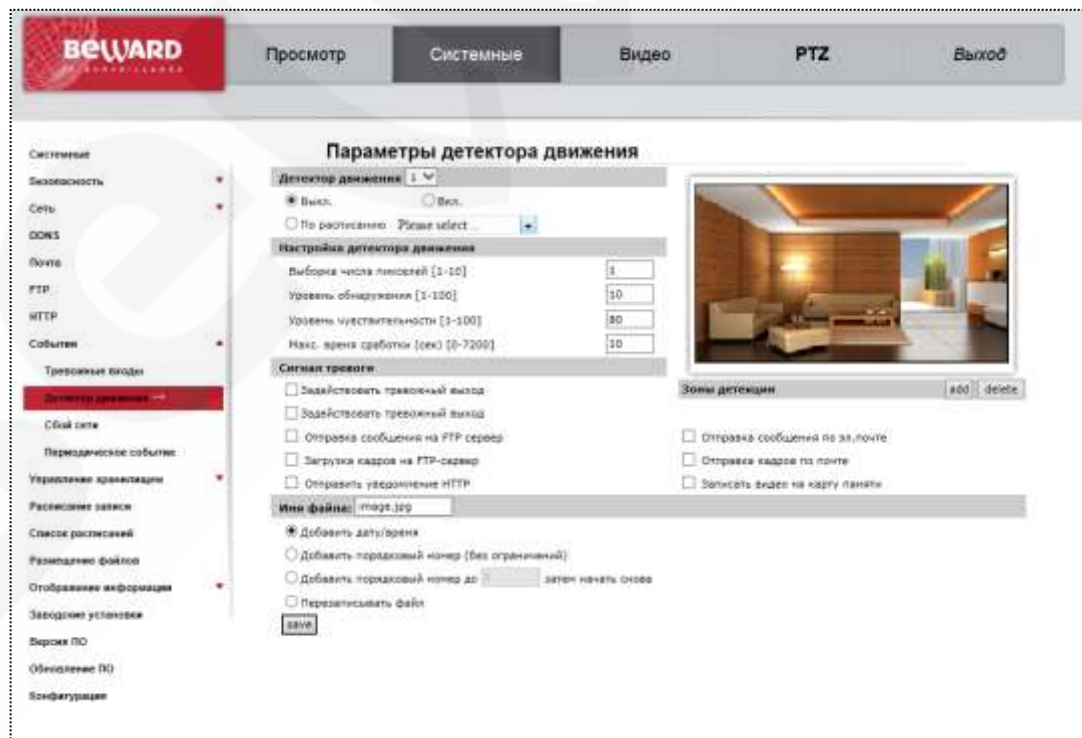 BEWARD
Просмотр
Системные
Видео
PTZ
Выход
Системные
Безопасность
Сеть
DDNS
Почта
FTP
HTTP
События
Тревожные входы
Детектор движения
Сбой сети
Периодическое событие
Управление хранилищем
Расписание записи
Список расписаний
Размещение файлов
Отображение информации
Заводские установки
Версия ПО
Обновление ПО
Конфигурация
Параметры детектора движения
Детектор движения 1
Выкл. Вкл.
По расписанию Please select ...
Настройка детектора движения
Выборка числа пикселей [1-10] 1
Уровень обнаружения [1-100] 10
Уровень чувствительности [1-100] 80
Макс. время сработки (сек) [0-7200] 10
Сигнал тревоги
Зоны детекции add delete
Задействовать тревожный выход
Задействовать тревожный выход
Отправка сообщения на FTP сервер Отправка сообщения по эл.почте
Загрузка кадров на FTP-сервер Отправка кадров по почте
Отправить уведомление HTTP Записать видео на карту памяти
Имя файла: image.jpg
Добавить дату/время
Добавить порядковый номер (без ограничений)
Добавить порядковый номер до затем начать снова
Перезаписывать файл
save